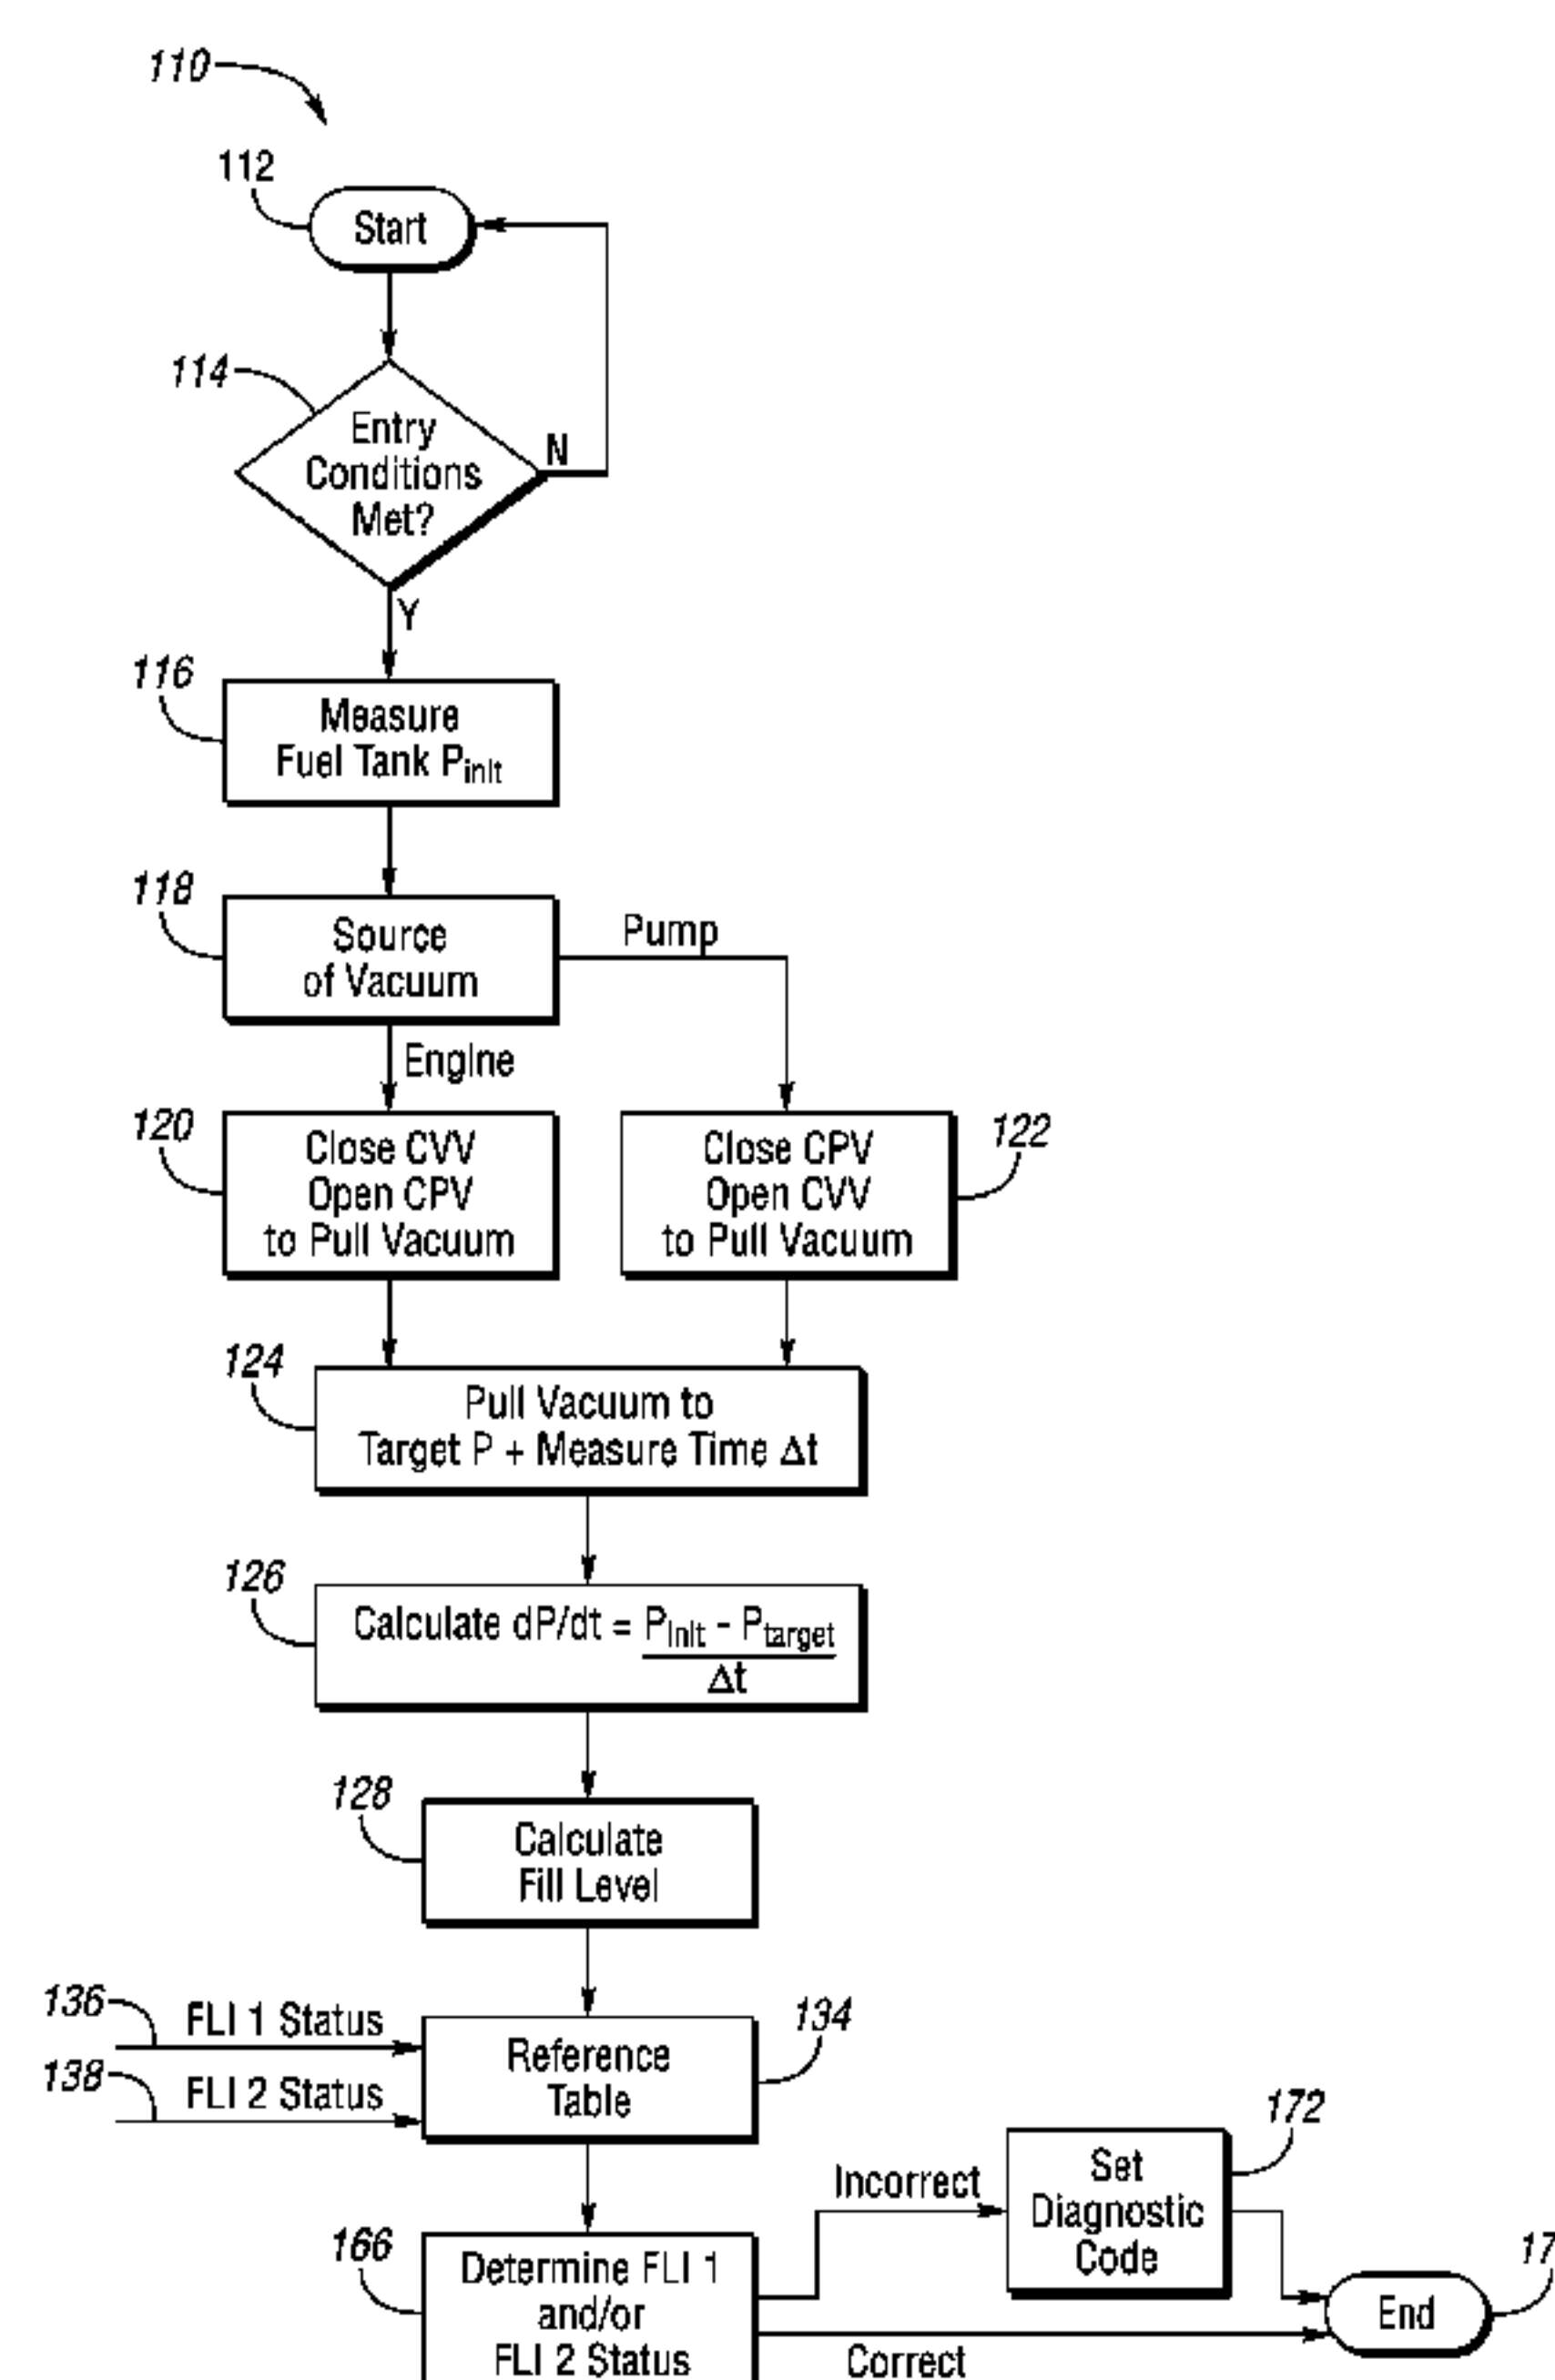 110
112
Start
114
Entry
Conditions
Met?
N
Y
116
Measure
Fuel Tank Pinit
118
Source
of Vacuum
Pump
Engine
120
Close CVV
Open CPV
to Pull Vacuum
Close CPV
Open CVV
to Pull Vacuum
122
124
Pull Vacuum to
Target P + Measure Time Δt
126
Calculate dP/dt = Pinit - Ptarget
Δt
128
Calculate
Fill Level
136
FLI 1 Status
138
FLI 2 Status
Reference
Table
134
166
Determine FLI 1
and/or
FLI 2 Status
Incorrect
Correct
Set
Diagnostic
Code
172
End
17